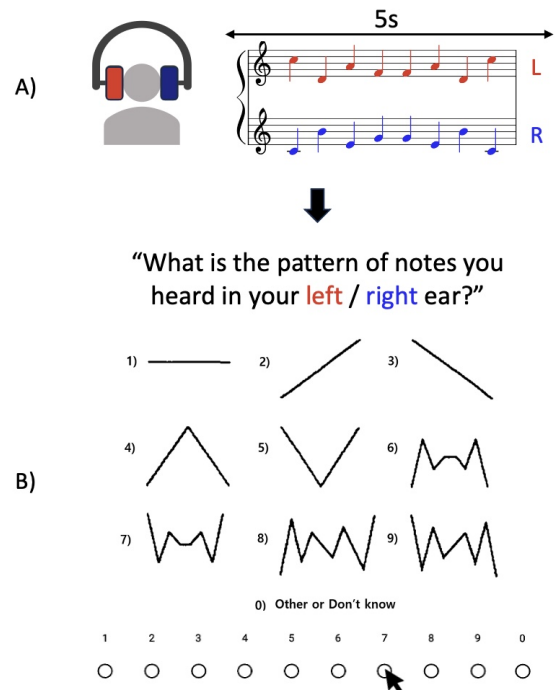 5s
A)
L
R
“What is the pattern of notes you
heard in your left / right ear?”
1)
2)
3)
4)
5)
6)
B)
7)
8)
9)
0) Other or Don’t know
1 2 3 4 5 6 7 8 9 0